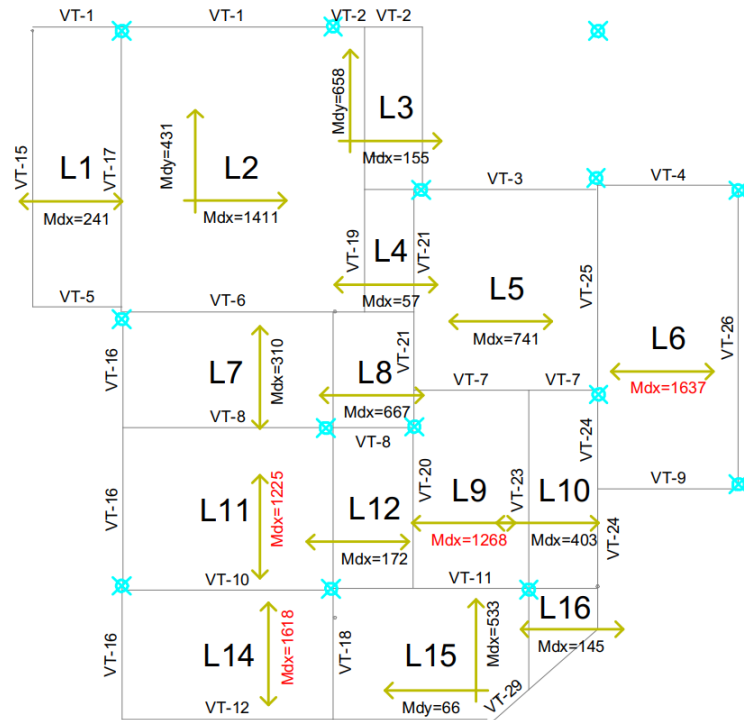 VT-1
VT-1
VT-2
VT-2
Mdy=658
L3
Mdx=155
Mdy=431
VT-15
L1
VT-17
L2
Mdx=241
Mdx=1411
VT-3
VT-4
VT-19
L4
VT-21
Mdx=57
L5
VT-25
Mdx=741
L6
VT-26
Mdx=1637
VT-5
VT-6
VT-16
L7
Mdx=310
L8
VT-21
Mdx=667
VT-7
VT-7
VT-8
VT-8
VT-24
VT-9
VT-16
L11
Mdx=1225
L12
Mdx=172
VT-20
L9
VT-23
L10
Mdx=1268
Mdx=403
VT-24
VT-10
VT-11
L16
Mdx=145
VT-16
L14
Mdx=1618
VT-18
L15
Mdx=533
Mdy=66
VT-29
VT-12